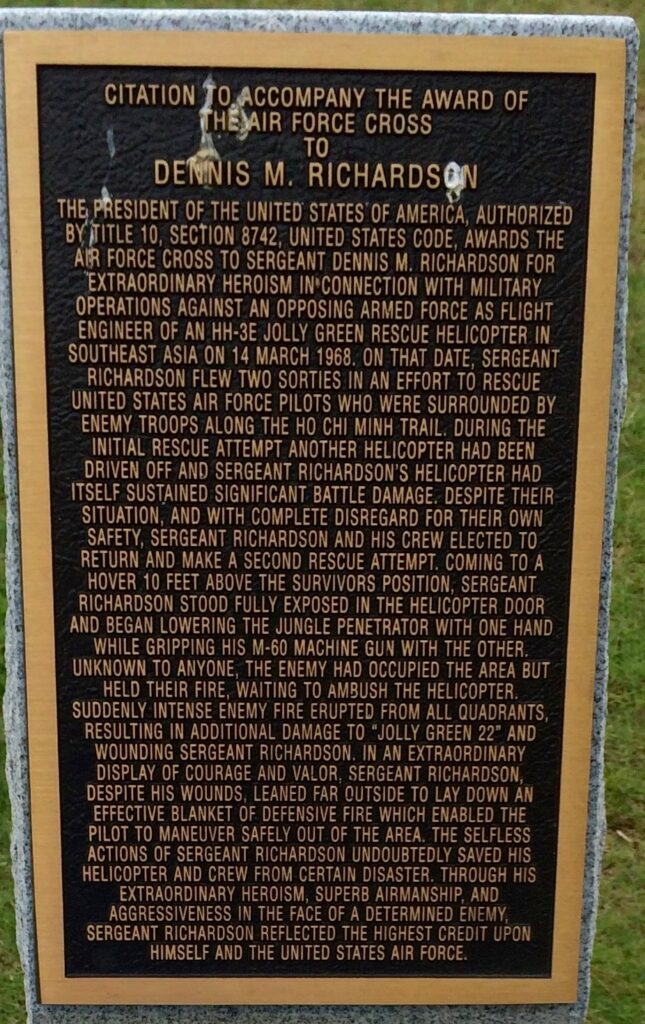 CITATION TO ACCOMPANY THE AWARD OF
THE AIR FORCE CROSS
TO
DENNIS M. RICHARDSON
THE PRESIDENT OF THE UNITED STATES OF AMERICA, AUTHORIZED
BY TITLE 10, SECTION 8742, UNITED STATES CODE, AWARDS THE
AIR FORCE CROSS TO SERGEANT DENNIS M. RICHARDSON FOR
EXTRAORDINARY HEROISM IN CONNECTION WITH MILITARY
OPERATIONS AGAINST AN OPPOSING ARMED FORCE AS FLIGHT
ENGINEER OF AN HH-3E JOLLY GREEN RESCUE HELICOPTER IN
SOUTHEAST ASIA ON 14 MARCH 1968. ON THAT DATE, SERGEANT
RICHARDSON FLEW TWO SORTIES IN AN EFFORT TO RESCUE
UNITED STATES AIR FORCE PILOTS WHO WERE SURROUNDED BY
ENEMY TROOPS ALONG THE HO CHI MINH TRAIL. DURING THE
INITIAL RESCUE ATTEMPT ANOTHER HELICOPTER HAD BEEN
DRIVEN OFF AND SERGEANT RICHARDSON'S HELICOPTER HAD
ITSELF SUSTAINED SIGNIFICANT BATTLE DAMAGE. DESPITE THEIR
SITUATION, AND WITH COMPLETE DISREGARD FOR THEIR OWN
SAFETY, SERGEANT RICHARDSON AND HIS CREW ELECTED TO
RETURN AND MAKE A SECOND RESCUE ATTEMPT. COMING TO A
HOVER 10 FEET ABOVE THE SURVIVORS POSITION, SERGEANT
RICHARDSON STOOD FULLY EXPOSED IN THE HELICOPTER DOOR
AND BEGAN LOWERING THE JUNGLE PENETRATOR WITH ONE HAND
WHILE GRIPPING HIS M-60 MACHINE GUN WITH THE OTHER.
UNKNOWN TO ANYONE, THE ENEMY HAD OCCUPIED THE AREA BUT
HELD THEIR FIRE, WAITING TO AMBUSH THE HELICOPTER.
SUDDENLY INTENSE ENEMY FIRE ERUPTED FROM ALL QUADRANTS,
RESULTING IN ADDITIONAL DAMAGE TO "JOLLY GREEN 22" AND
WOUNDING SERGEANT RICHARDSON. IN AN EXTRAORDINARY
DISPLAY OF COURAGE AND VALOR, SERGEANT RICHARDSON,
DESPITE HIS WOUNDS, LEANED FAR OUTSIDE TO LAY DOWN AN
EFFECTIVE BLANKET OF DEFENSIVE FIRE WHICH ENABLED THE
PILOT TO MANEUVER SAFELY OUT OF THE AREA. THE SELFLESS
ACTIONS OF SERGEANT RICHARDSON UNDOUBTEDLY SAVED HIS
HELICOPTER AND CREW FROM CERTAIN DISASTER. THROUGH HIS
EXTRAORDINARY HEROISM, SUPERB AIRMANSHIP, AND
AGGRESSIVENESS IN THE FACE OF A DETERMINED ENEMY,
SERGEANT RICHARDSON REFLECTED THE HIGHEST CREDIT UPON
HIMSELF AND THE UNITED STATES AIR FORCE.